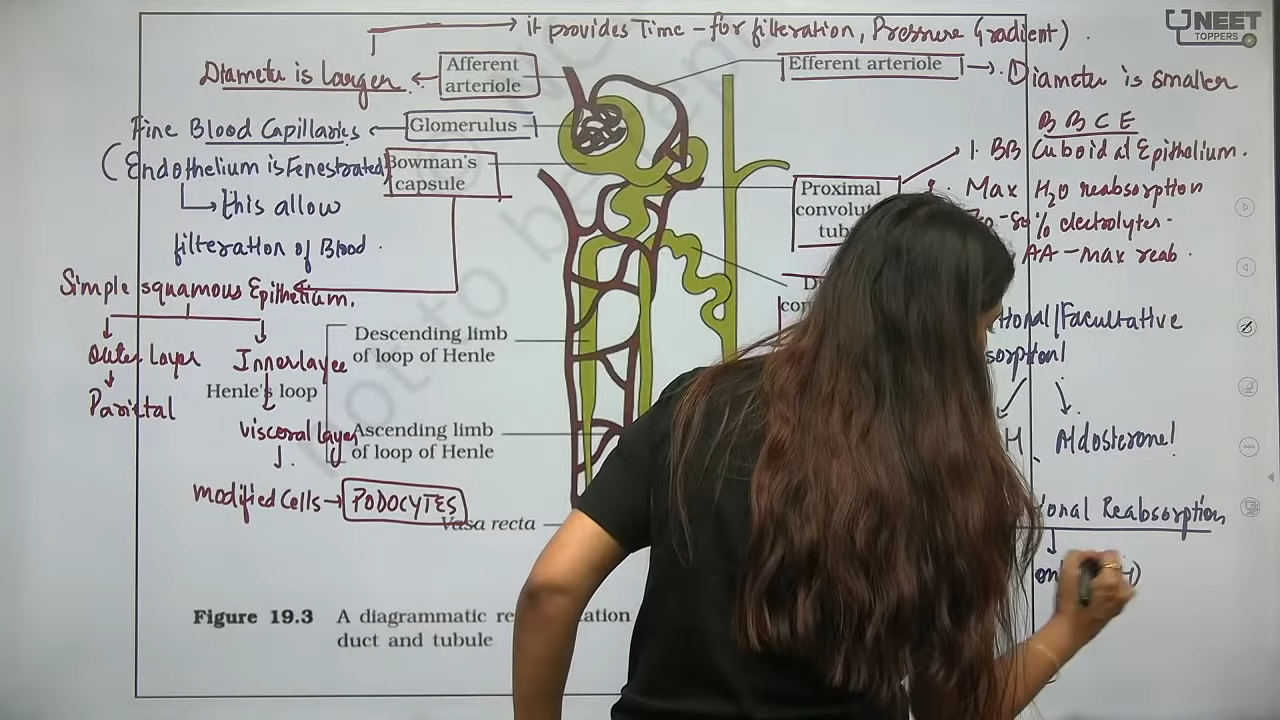 it provides Time - for filteration, Pressure Gradient)
NEET
TOPPERS
Diameter is larger
Afferent
arteriole
Efferent arteriole
Diameter is smaller
Fine Blood Capillaries
Glomerulus
BBCE
(Endothelium is Fenestrated
Bowman's
capsule
1. BB Cuboidal Epithelium.
this allow
Proximal
Max H2O reabsorption
% electrolytes
filteration of Blood.
AA - max reab.
Simple squamous Epithelium.
Outer Layer
Inner layer
Descending limb
of loop of Henle
/Facultative
Parietal
Henle's loop
visceral layer
Ascending limb
of loop of Henle
H
Aldosterone!
modified Cells → PODOCYTES
Vasa recta
Reabsorption
Figure 19.3 A diagrammatic
duct and tubule